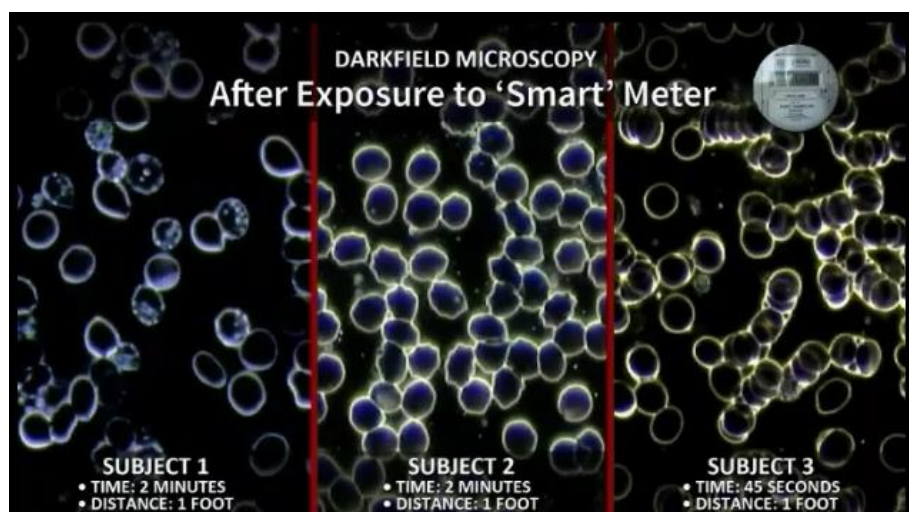 DARKFIELD MICROSCOPY
After Exposure to ‘Smart’ Meter
SUBJECT 1
• TIME: 2 MINUTES
• DISTANCE: 1 FOOT
SUBJECT 2
• TIME: 2 MINUTES
• DISTANCE: 1 FOOT
SUBJECT 3
• TIME: 45 SECONDS
• DISTANCE: 1 FOOT